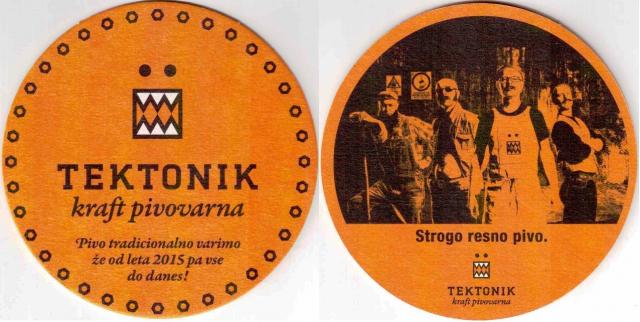 TEKTONIK
kraft pivovarna
Pivo tradicionalno varimo
že od leta 2015 pa vse
do danes!
Strogo resno pivo.
TEKTONIK
kraft pivovarna